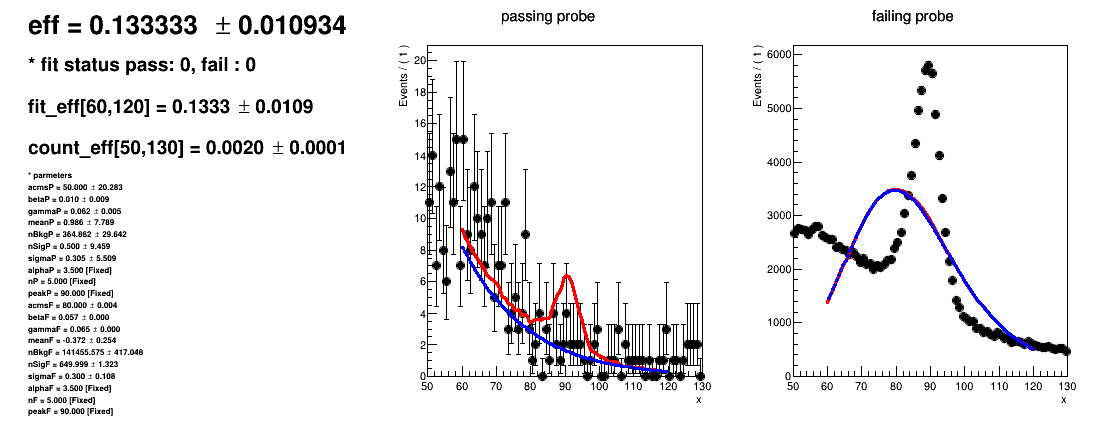 eff = 0.133333 ± 0.010934
* fit status pass: 0, fail : 0
fit_eff[60,120] = 0.1333 ± 0.0109
count_eff[50,130] = 0.0020 ± 0.0001
* parmeters
acmsP = 50.000 ± 20.283
betaP = 0.010 ± 0.009
gammaP = 0.062 ± 0.005
meanP = 0.986 ± 7.789
nBkgP = 364.862 ± 29.642
nSigP = 0.500 ± 9.459
sigmaP = 0.305 ± 5.509
alphaP = 3.500 [Fixed]
nP = 5.000 [Fixed]
peakP = 90.000 [Fixed]
acmsF = 80.000 ± 0.004
betaF = 0.057 ± 0.000
gammaF = 0.065 ± 0.000
meanF = -0.372 ± 0.254
nBkgF = 141455.575 ± 417.048
nSigF = 649.999 ± 1.323
sigmaF = 0.300 ± 0.108
alphaF = 3.500 [Fixed]
nF = 5.000 [Fixed]
peakF = 90.000 [Fixed]
passing probe
Events / ( 1 )
20
18
16
14
12
10
8
6
4
2
0
50 60 70 80 90 100 110 120 130
x
failing probe
Events / ( 1 )
6000
5000
4000
3000
2000
1000
0
50 60 70 80 90 100 110 120 130
x